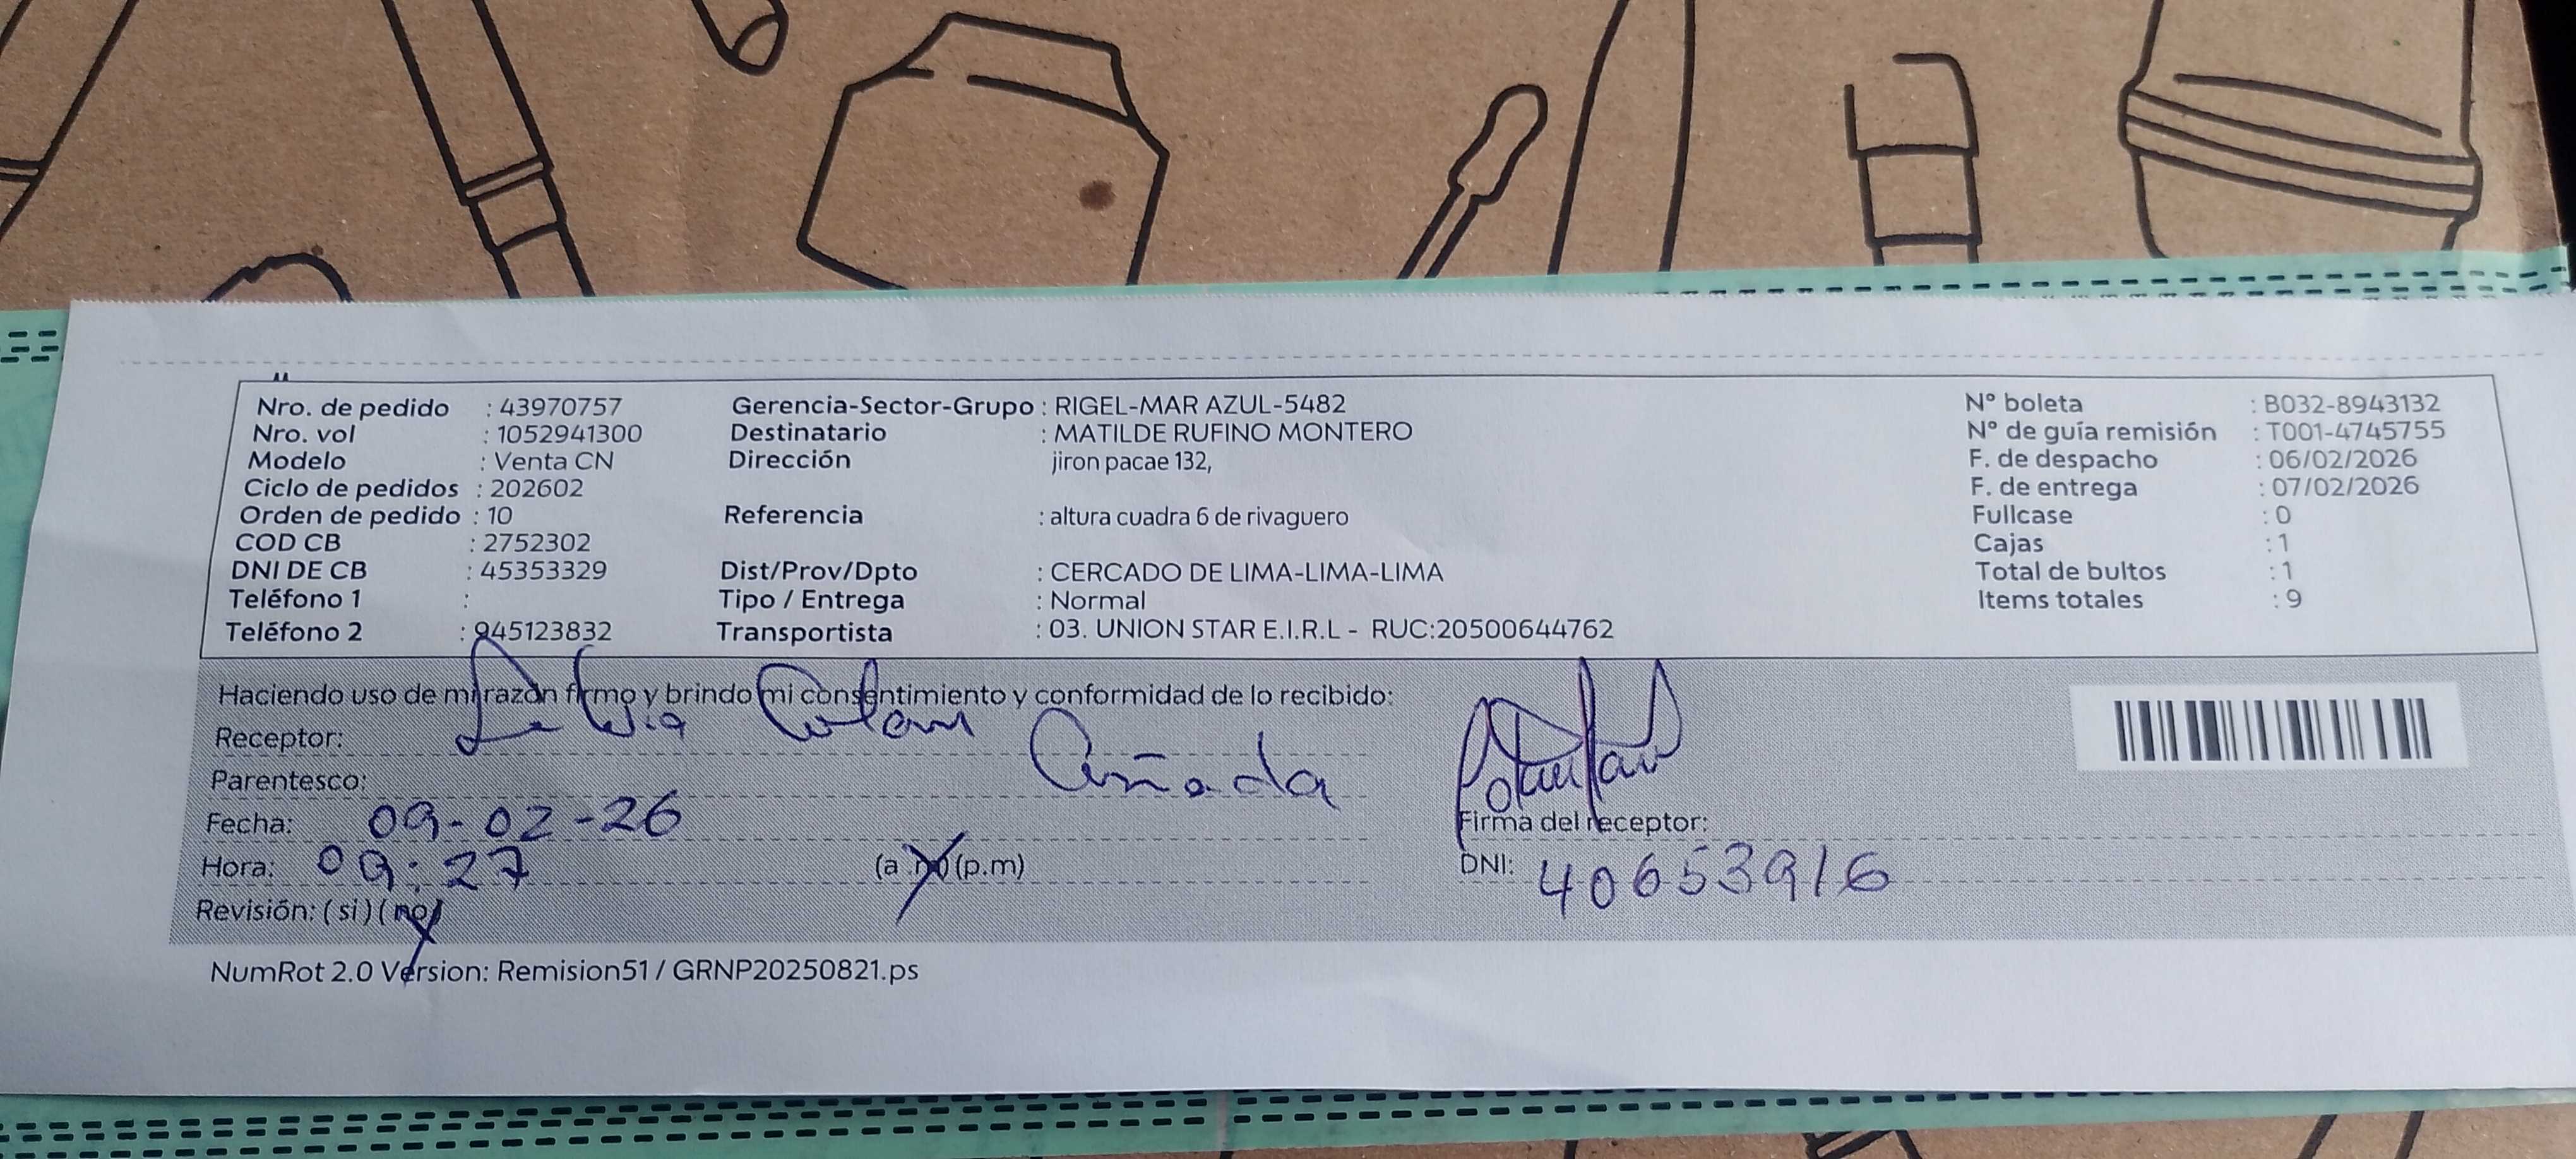 Nro. de pedido : 43970757 Gerencia-Sector-Grupo : RIGEL-MAR AZUL-5482 N° boleta : B032-8943132
Nro. vol : 1052941300 Destinatario : MATILDE RUFINO MONTERO N° de guía remisión : T001-4745755
Modelo : Venta CN Dirección jiron pacae 132, F. de despacho : 06/02/2026
Ciclo de pedidos : 202602 F. de entrega : 07/02/2026
Orden de pedido : 10 Referencia : altura cuadra 6 de rivaguero Fullcase : 0
COD CB : 2752302 Cajas : 1
DNI DE CB : 45353329 Dist/Prov/Dpto : CERCADO DE LIMA-LIMA-LIMA Total de bultos : 1
Teléfono 1 : Tipo / Entrega : Normal Items totales : 9
Teléfono 2 : 945123832 Transportista : 03. UNION STAR E.I.R.L - RUC:20500644762
Haciendo uso de mi razón firmo y brindo mi consentimiento y conformidad de lo recibido:
Receptor:
Parentesco: Cuñada
Fecha: 09-02-26 Firma del receptor:
Hora: 09:27 (a.m) (p.m) DNI: 40653916
Revisión: (si) (no)
NumRot 2.0 Version: Remision51 / GRNP20250821.ps